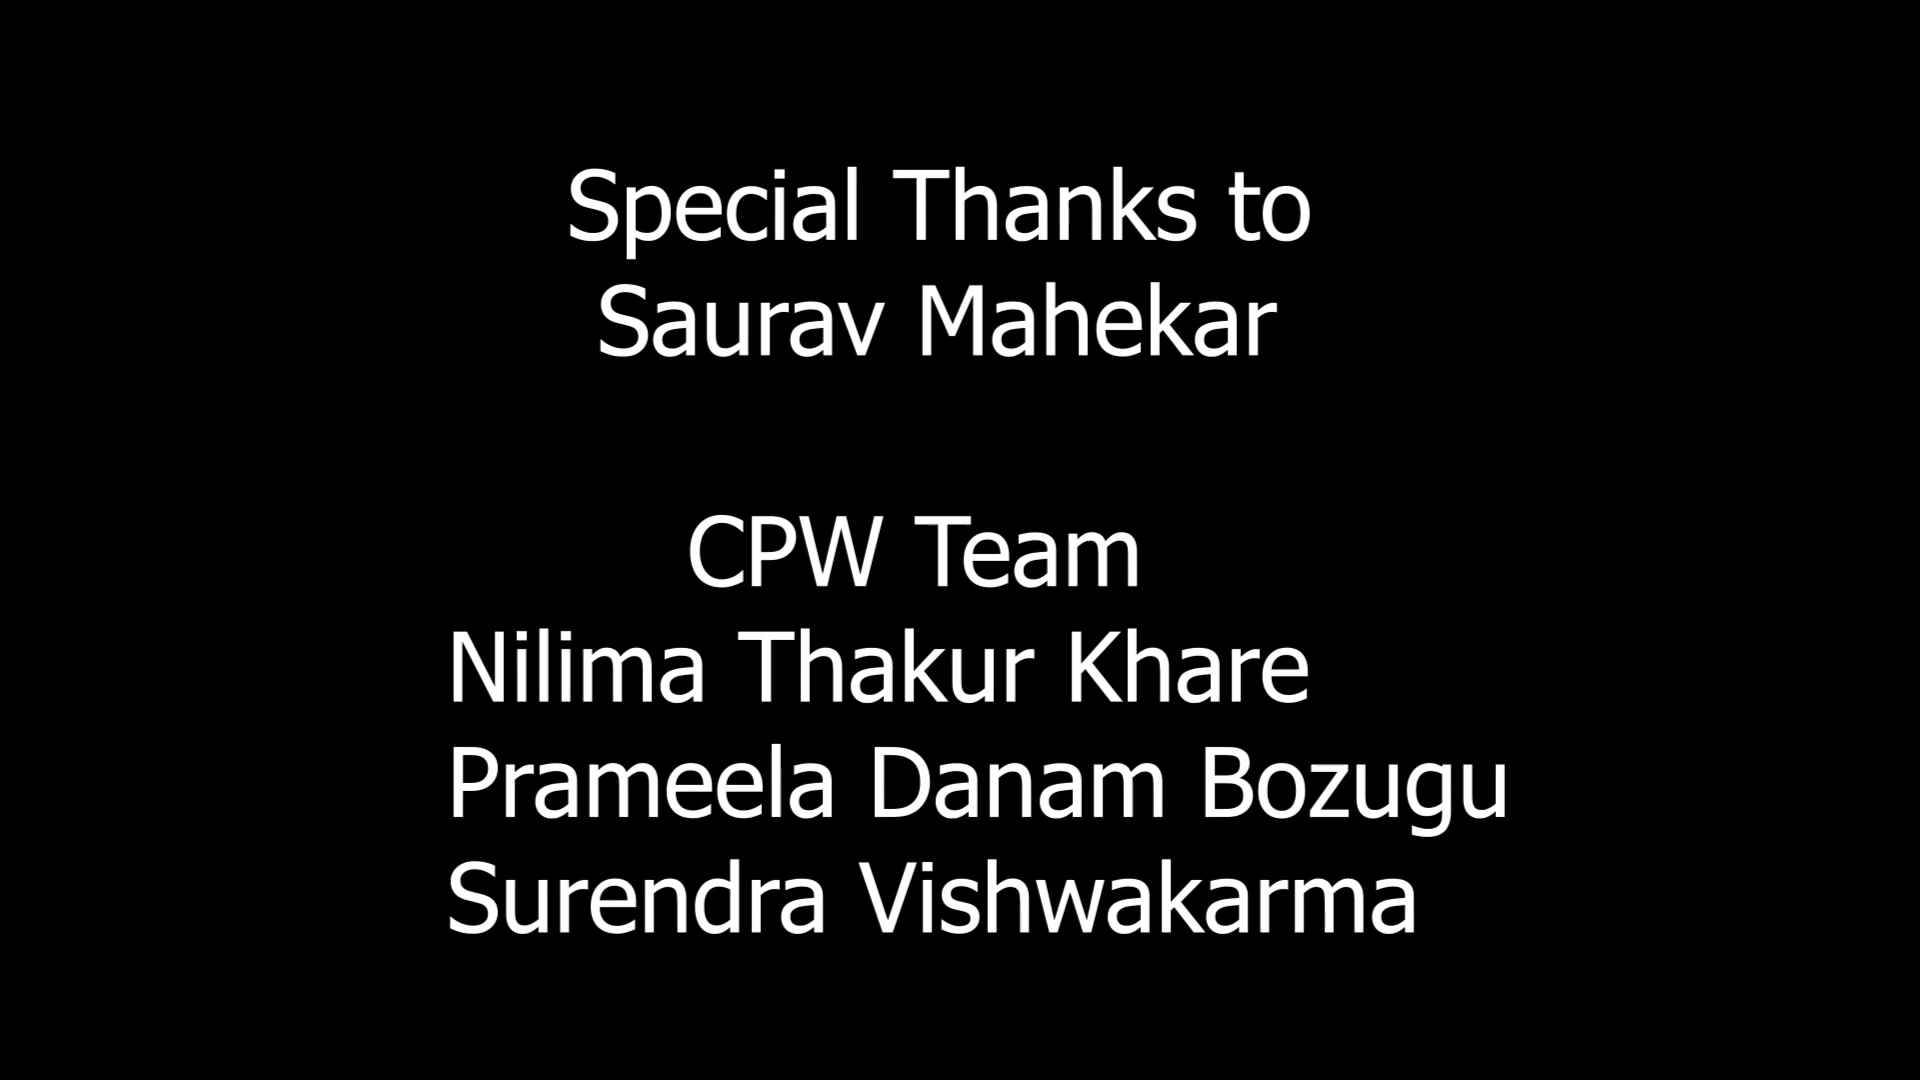 Special Thanks to
Saurav Mahekar
CPW Team
Nilima Thakur Khare
Prameela Danam Bozugu
Surendra Vishwakarma